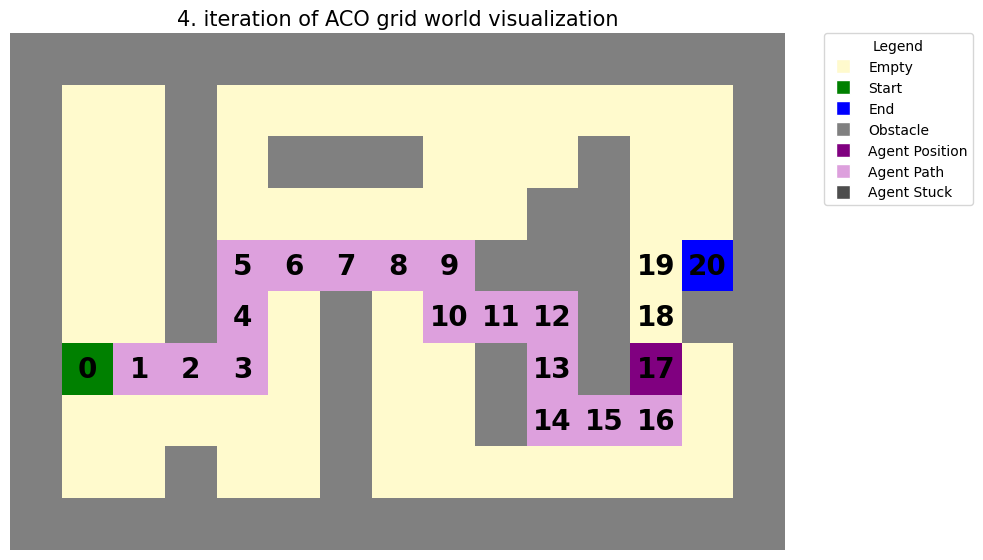 4. iteration of ACO grid world visualization
Legend
Empty
Start
End
Obstacle
Agent Position
Agent Path
Agent Stuck
5 6 7 8 9 19 20
4 10 11 12 18
0 1 2 3 13 17
14 15 16